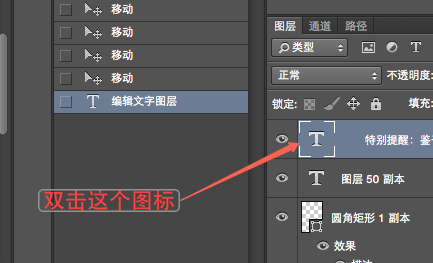 移动
移动
移动
移动
编辑文字图层
双击这个图标
图层 通道 路径
类型
正常 不透明度:
锁定: 填充:
特别提醒：鉴
图层 50 副本
圆角矩形 1 副本
效果